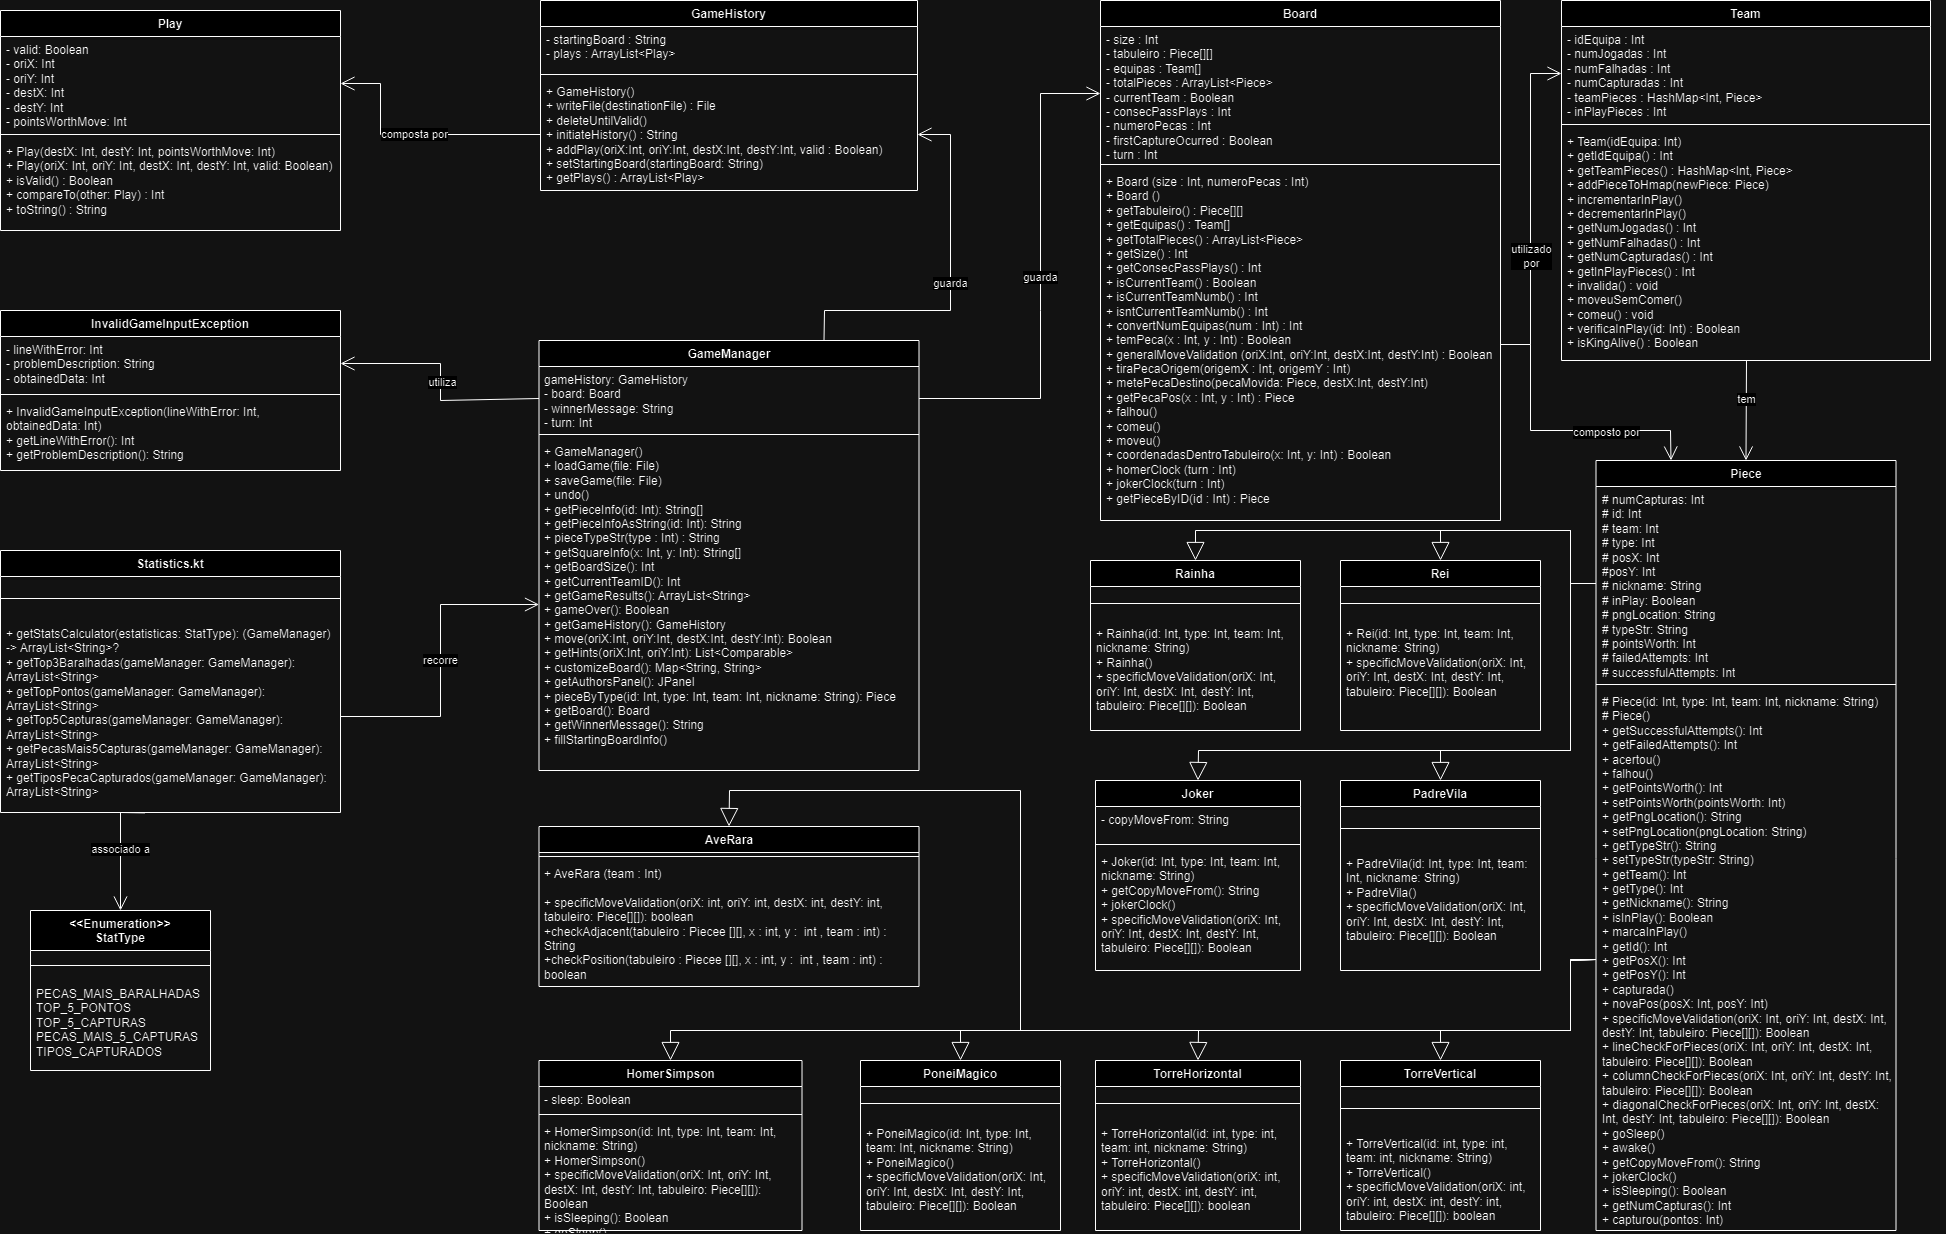 Play
- valid: Boolean
- oriX: Int
- oriY: Int
- destX: Int
- destY: Int
- pointsWorthMove: Int
+ Play(destX: Int, destY: Int, pointsWorthMove: Int)
+ Play(oriX: Int, oriY: Int, destX: Int, destY: Int, valid: Boolean)
+ isValid() : Boolean
+ compareTo(other: Play) : Int
+ toString() : String
composta por
GameHistory
- startingBoard : String
- plays : ArrayList<Play>
+ GameHistory()
+ writeFile(destinationFile) : File
+ deleteUntilValid()
+ initiateHistory() : String
+ addPlay(oriX:Int, oriY:Int, destX:Int, destY:Int, valid : Boolean)
+ setStartingBoard(startingBoard: String)
+ getPlays() : ArrayList<Play>
guarda
guarda
Board
- size : Int
- tabuleiro : Piece[][]
- equipas : Team[]
- totalPieces : ArrayList<Piece>
- currentTeam : Boolean
- consecPassPlays : Int
- numeroPecas : Int
- firstCaptureOcurred : Boolean
- turn : Int
+ Board (size : Int, numeroPecas : Int)
+ Board ()
+ getTabuleiro() : Piece[][]
+ getEquipas() : Team[]
+ getTotalPieces() : ArrayList<Piece>
+ getSize() : Int
+ getConsecPassPlays() : Int
+ isCurrentTeam() : Boolean
+ isCurrentTeamNumb() : Int
+ isntCurrentTeamNumb() : Int
+ convertNumEquipas(num : Int) : Int
+ temPeca(x : Int, y : Int) : Boolean
+ generalMoveValidation (oriX:Int, oriY:Int, destX:Int, destY:Int) : Boolean
+ tiraPecaOrigem(origemX : Int, origemY : Int)
+ metePecaDestino(pecaMovida: Piece, destX:Int, destY:Int)
+ getPecaPos(x : Int, y : Int) : Piece
+ falhou()
+ comeu()
+ moveu()
+ coordenadasDentroTabuleiro(x: Int, y: Int) : Boolean
+ homerClock (turn : Int)
+ jokerClock(turn : Int)
+ getPieceByID(id : Int) : Piece
utilizado
por
composto por
Team
- idEquipa : Int
- numJogadas : Int
- numFalhadas : Int
- numCapturadas : Int
- teamPieces : HashMap<Int, Piece>
- inPlayPieces : Int
+ Team(idEquipa: Int)
+ getIdEquipa() : Int
+ getTeamPieces() : HashMap<Int, Piece>
+ addPieceToHmap(newPiece: Piece)
+ incrementarInPlay()
+ decrementarInPlay()
+ getNumJogadas() : Int
+ getNumFalhadas() : Int
+ getNumCapturadas() : Int
+ getInPlayPieces() : Int
+ invalida() : void
+ moveuSemComer()
+ comeu() : void
+ verificaInPlay(id: Int) : Boolean
+ isKingAlive() : Boolean
tem
InvalidGameInputException
- lineWithError: Int
- problemDescription: String
- obtainedData: Int
+ InvalidGameInputException(lineWithError: Int,
obtainedData: Int)
+ getLineWithError(): Int
+ getProblemDescription(): String
utiliza
GameManager
gameHistory: GameHistory
- board: Board
- winnerMessage: String
- turn: Int
+ GameManager()
+ loadGame(file: File)
+ saveGame(file: File)
+ undo()
+ getPieceInfo(id: Int): String[]
+ getPieceInfoAsString(id: Int): String
+ pieceTypeStr(type : Int) : String
+ getSquareInfo(x: Int, y: Int): String[]
+ getBoardSize(): Int
+ getCurrentTeamID(): Int
+ getGameResults(): ArrayList<String>
+ gameOver(): Boolean
+ getGameHistory(): GameHistory
+ move(oriX:Int, oriY:Int, destX:Int, destY:Int): Boolean
+ getHints(oriX:Int, oriY:Int): List<Comparable>
+ customizeBoard(): Map<String, String>
+ getAuthorsPanel(): JPanel
+ pieceByType(id: Int, type: Int, team: Int, nickname: String): Piece
+ getBoard(): Board
+ getWinnerMessage(): String
+ fillStartingBoardInfo()
Statistics.kt
+ getStatsCalculator(estatisticas: StatType): (GameManager)
-> ArrayList<String>?
+ getTop3Baralhadas(gameManager: GameManager):
ArrayList<String>
+ getTopPontos(gameManager: GameManager):
ArrayList<String>
+ getTop5Capturas(gameManager: GameManager):
ArrayList<String>
+ getPecasMais5Capturas(gameManager: GameManager):
ArrayList<String>
+ getTiposPecaCapturados(gameManager: GameManager):
ArrayList<String>
recorre
associado a
<<Enumeration>>
StatType
PECAS_MAIS_BARALHADAS
TOP_5_PONTOS
TOP_5_CAPTURAS
PECAS_MAIS_5_CAPTURAS
TIPOS_CAPTURADOS
Piece
# numCapturas: Int
# id: Int
# team: Int
# type: Int
# posX: Int
#posY: Int
# nickname: String
# inPlay: Boolean
# pngLocation: String
# typeStr: String
# pointsWorth: Int
# failedAttempts: Int
# successfulAttempts: Int
# Piece(id: Int, type: Int, team: Int, nickname: String)
# Piece()
+ getSuccessfulAttempts(): Int
+ getFailedAttempts(): Int
+ acertou()
+ falhou()
+ getPointsWorth(): Int
+ setPointsWorth(pointsWorth: Int)
+ getPngLocation(): String
+ setPngLocation(pngLocation: String)
+ getTypeStr(): String
+ setTypeStr(typeStr: String)
+ getTeam(): Int
+ getType(): Int
+ getNickname(): String
+ isInPlay(): Boolean
+ marcaInPlay()
+ getId(): Int
+ getPosX(): Int
+ getPosY(): Int
+ capturada()
+ novaPos(posX: Int, posY: Int)
+ specificMoveValidation(oriX: Int, oriY: Int, destX: Int,
destY: Int, tabuleiro: Piece[][]): Boolean
+ lineCheckForPieces(oriX: Int, oriY: Int, destX: Int,
tabuleiro: Piece[][]): Boolean
+ columnCheckForPieces(oriX: Int, oriY: Int, destY: Int,
tabuleiro: Piece[][]): Boolean
+ diagonalCheckForPieces(oriX: Int, oriY: Int, destX:
Int, destY: Int, tabuleiro: Piece[][]): Boolean
+ goSleep()
+ awake()
+ getCopyMoveFrom(): String
+ jokerClock()
+ isSleeping(): Boolean
+ getNumCapturas(): Int
+ capturou(pontos: Int)
Rainha
+ Rainha(id: Int, type: Int, team: Int,
nickname: String)
+ Rainha()
+ specificMoveValidation(oriX: Int,
oriY: Int, destX: Int, destY: Int,
tabuleiro: Piece[][]): Boolean
Rei
+ Rei(id: Int, type: Int, team: Int,
nickname: String)
+ specificMoveValidation(oriX: Int,
oriY: Int, destX: Int, destY: Int,
tabuleiro: Piece[][]): Boolean
Joker
- copyMoveFrom: String
+ Joker(id: Int, type: Int, team: Int,
nickname: String)
+ getCopyMoveFrom(): String
+ jokerClock()
+ specificMoveValidation(oriX: Int,
oriY: Int, destX: Int, destY: Int,
tabuleiro: Piece[][]): Boolean
PadreVila
+ PadreVila(id: Int, type: Int, team:
Int, nickname: String)
+ PadreVila()
+ specificMoveValidation(oriX: Int,
oriY: Int, destX: Int, destY: Int,
tabuleiro: Piece[][]): Boolean
AveRara
+ AveRara (team : Int)
+ specificMoveValidation(oriX: int, oriY: int, destX: int, destY: int,
tabuleiro: Piece[][]): boolean
+checkAdjacent(tabuleiro : Piecee [][], x : int, y : int , team : int) :
String
+checkPosition(tabuleiro : Piecee [][], x : int, y : int , team : int) :
boolean
HomerSimpson
- sleep: Boolean
+ HomerSimpson(id: Int, type: Int, team: Int,
nickname: String)
+ HomerSimpson()
+ specificMoveValidation(oriX: Int, oriY: Int,
destX: Int, destY: Int, tabuleiro: Piece[][]):
Boolean
+ isSleeping(): Boolean
PoneiMagico
+ PoneiMagico(id: Int, type: Int,
team: Int, nickname: String)
+ PoneiMagico()
+ specificMoveValidation(oriX: Int,
oriY: Int, destX: Int, destY: Int,
tabuleiro: Piece[][]): Boolean
TorreHorizontal
+ TorreHorizontal(id: int, type: int,
team: int, nickname: String)
+ TorreHorizontal()
+ specificMoveValidation(oriX: int,
oriY: int, destX: int, destY: int,
tabuleiro: Piece[][]): boolean
TorreVertical
+ TorreVertical(id: int, type: int,
team: int, nickname: String)
+ TorreVertical()
+ specificMoveValidation(oriX: int,
oriY: int, destX: int, destY: int,
tabuleiro: Piece[][]): boolean